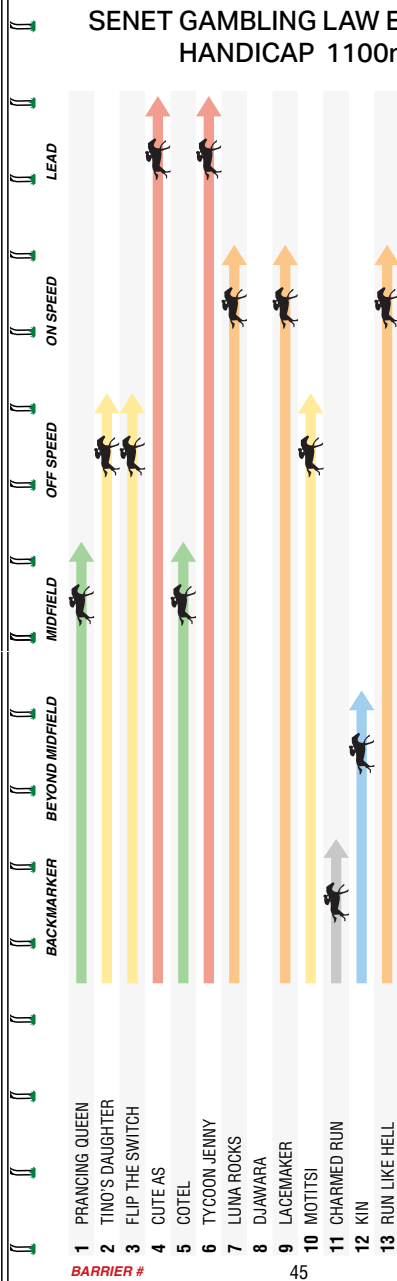 SENET GAMBLING LAW E
HANDICAP 1100m
LEAD
ON SPEED
OFF SPEED
MIDFIELD
BEYOND MIDFIELD
BACKMARKER
1 PRANCING QUEEN
2 TINO'S DAUGHTER
3 FLIP THE SWITCH
4 CUTE AS
5 COTEL
6 TYCOON JENNY
7 LUNA ROCKS
8 DJAWARA
9 LACEMAKER
10 MOTITSI
11 CHARMED RUN
12 KIN
13 RUN LIKE HELL
BARRIER #
45